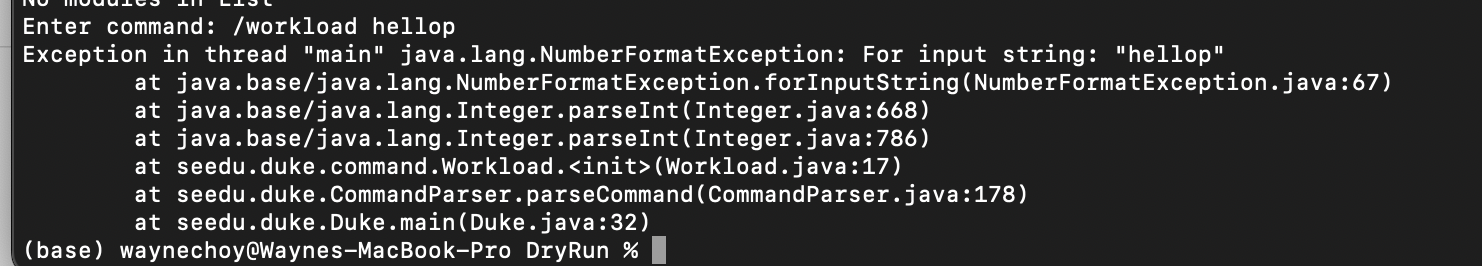 No modules in List
Enter command: /workload hellop
Exception in thread "main" java.lang.NumberFormatException: For input string: "hellop"
at java.base/java.lang.NumberFormatException.forInputString(NumberFormatException.java:67)
at java.base/java.lang.Integer.parseInt(Integer.java:668)
at java.base/java.lang.Integer.parseInt(Integer.java:786)
at seedu.duke.command.Workload.<init>(Workload.java:17)
at seedu.duke.CommandParser.parseCommand(CommandParser.java:178)
at seedu.duke.Duke.main(Duke.java:32)
(base) waynechoy@Waynes-MacBook-Pro DryRun %